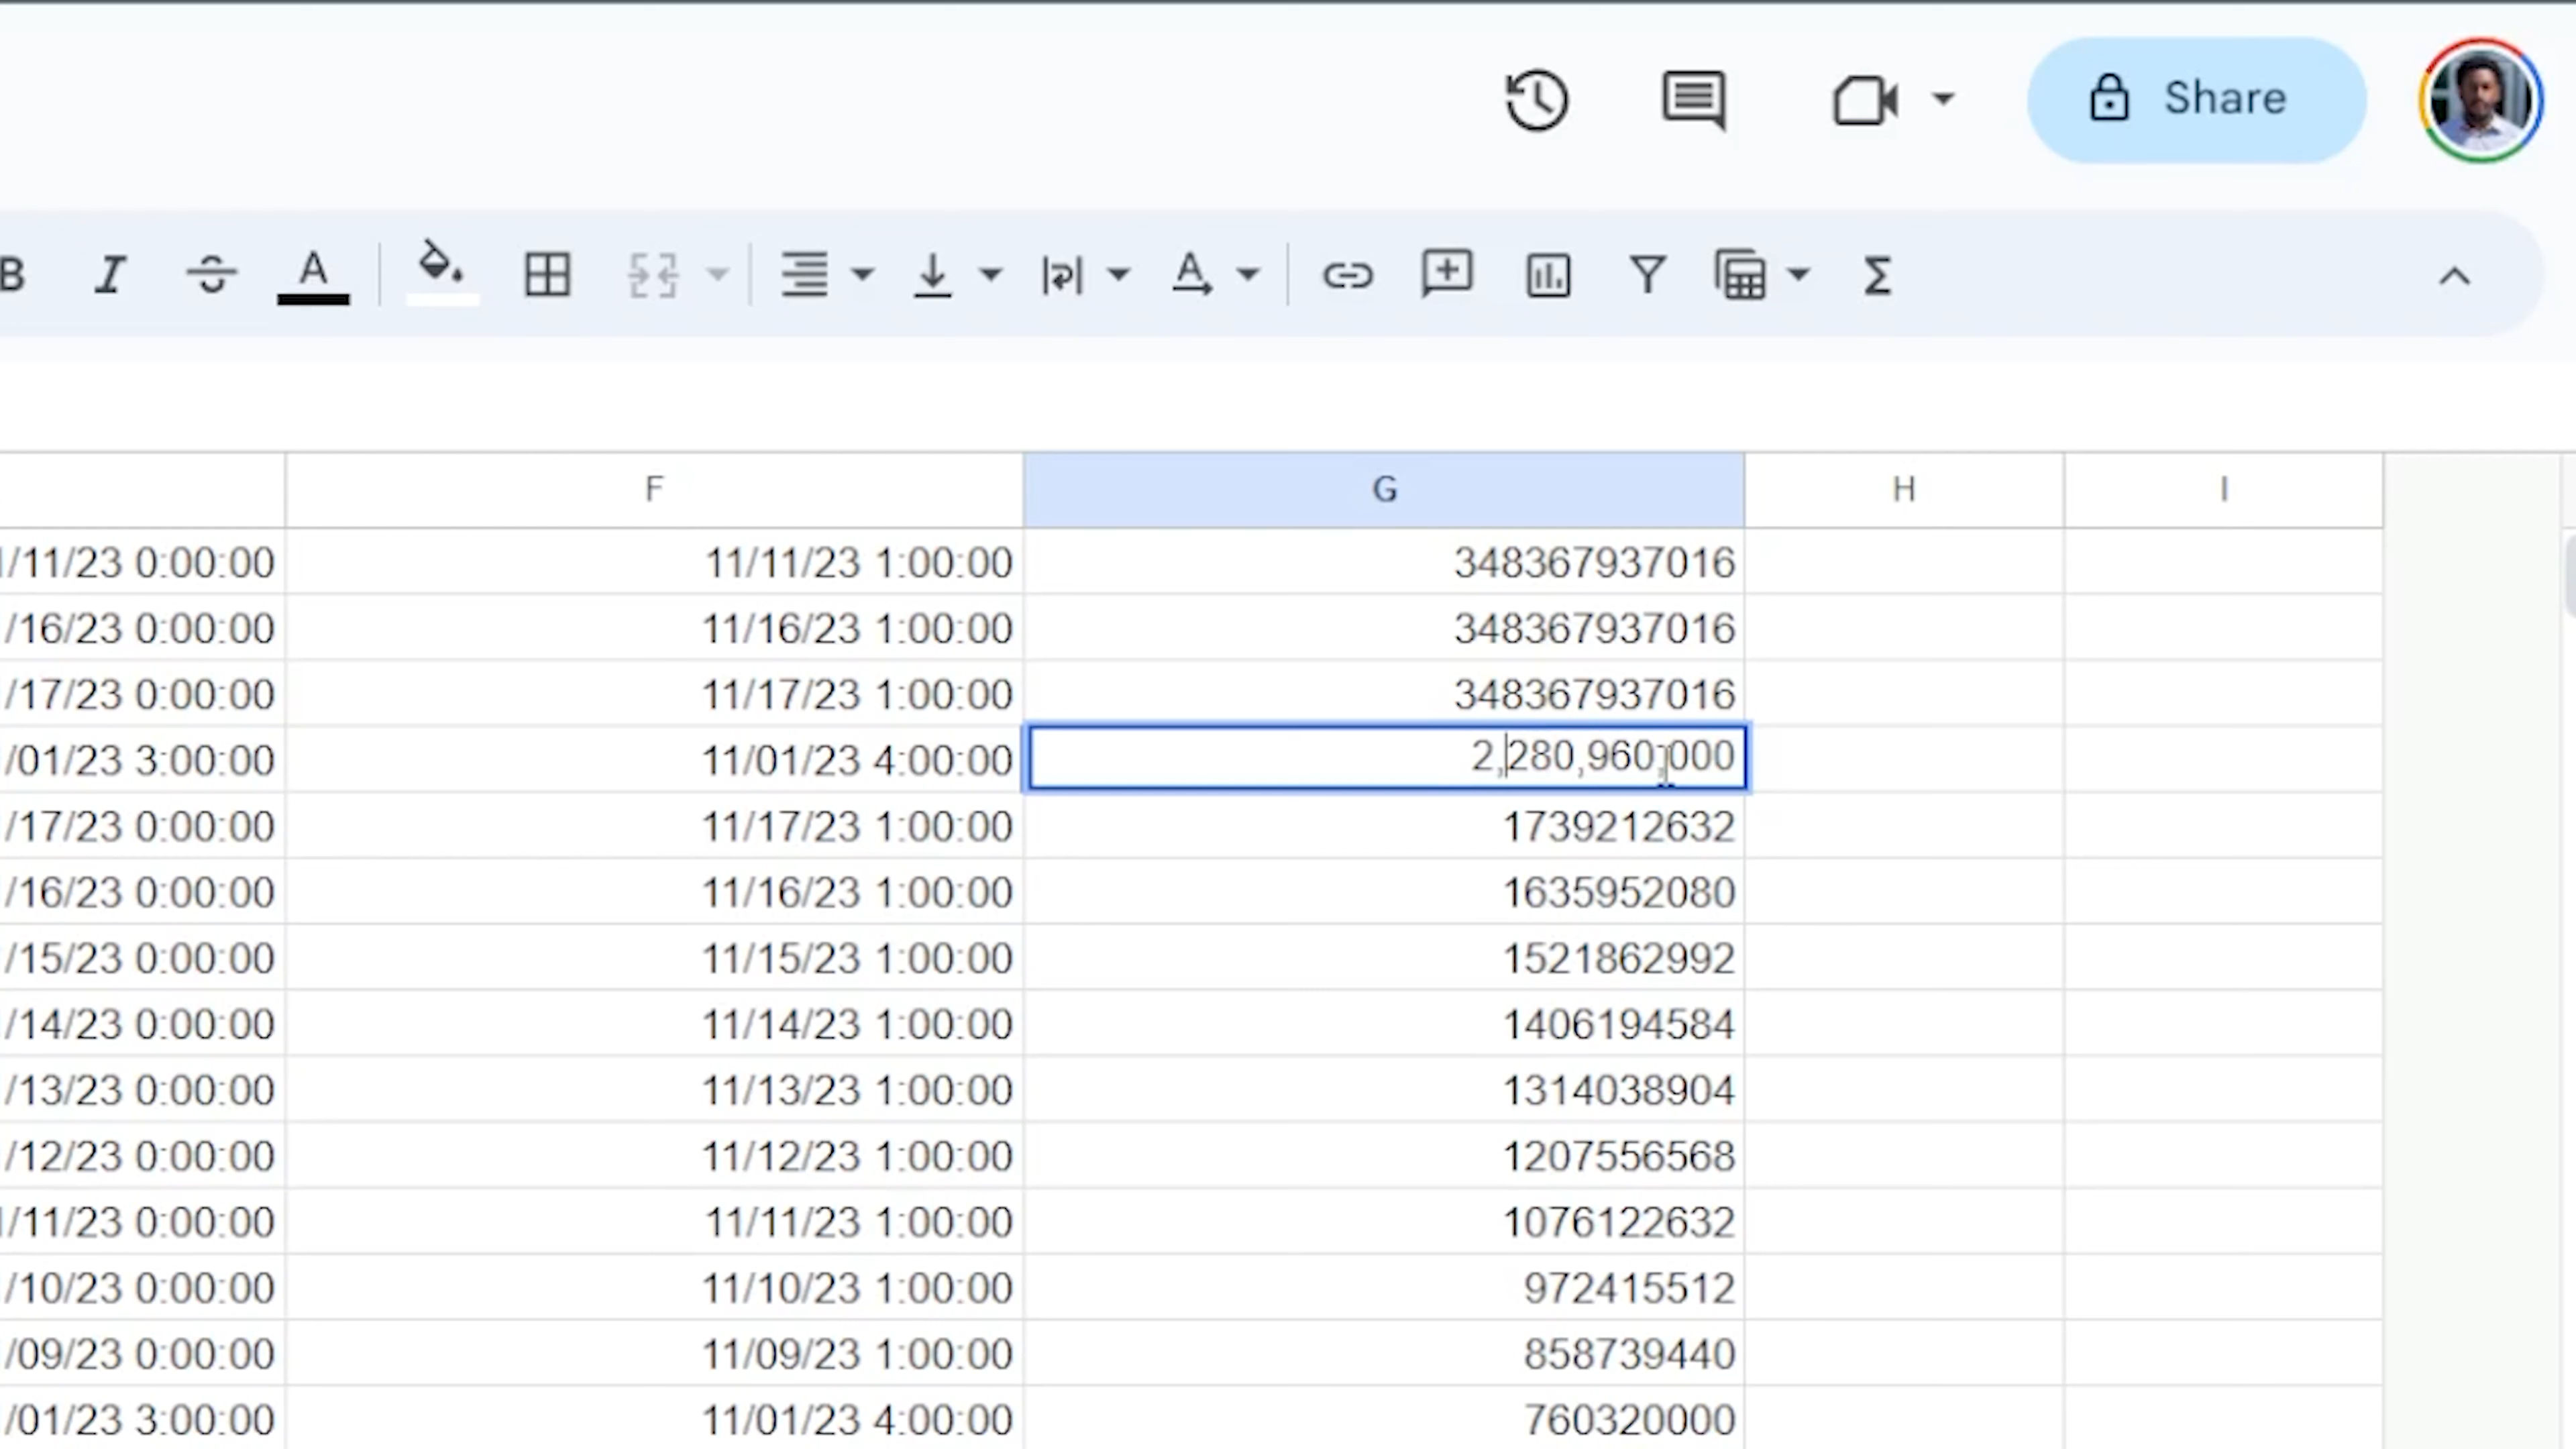 Share
B I S A A Σ
F G H I
/11/23 0:00:00 11/11/23 1:00:00 348367937016
/16/23 0:00:00 11/16/23 1:00:00 348367937016
/17/23 0:00:00 11/17/23 1:00:00 348367937016
/01/23 3:00:00 11/01/23 4:00:00 2,280,960,000
/17/23 0:00:00 11/17/23 1:00:00 1739212632
/16/23 0:00:00 11/16/23 1:00:00 1635952080
/15/23 0:00:00 11/15/23 1:00:00 1521862992
/14/23 0:00:00 11/14/23 1:00:00 1406194584
/13/23 0:00:00 11/13/23 1:00:00 1314038904
/12/23 0:00:00 11/12/23 1:00:00 1207556568
/11/23 0:00:00 11/11/23 1:00:00 1076122632
/10/23 0:00:00 11/10/23 1:00:00 972415512
/09/23 0:00:00 11/09/23 1:00:00 858739440
/01/23 3:00:00 11/01/23 4:00:00 760320000